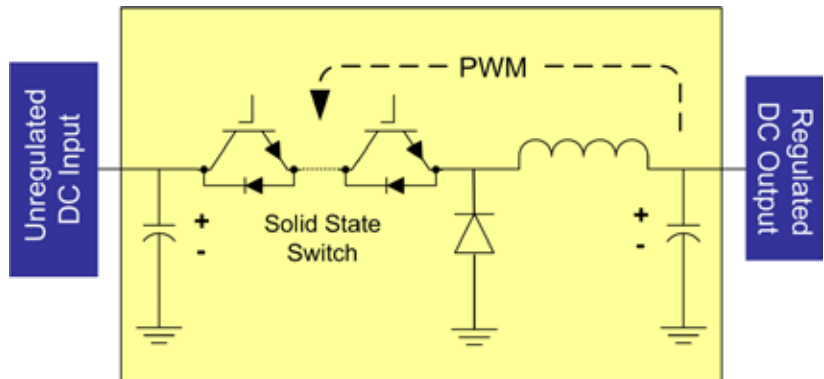 Unregulated
DC Input
PWM
+
-
Solid State
Switch
+
-
Regulated
DC Output